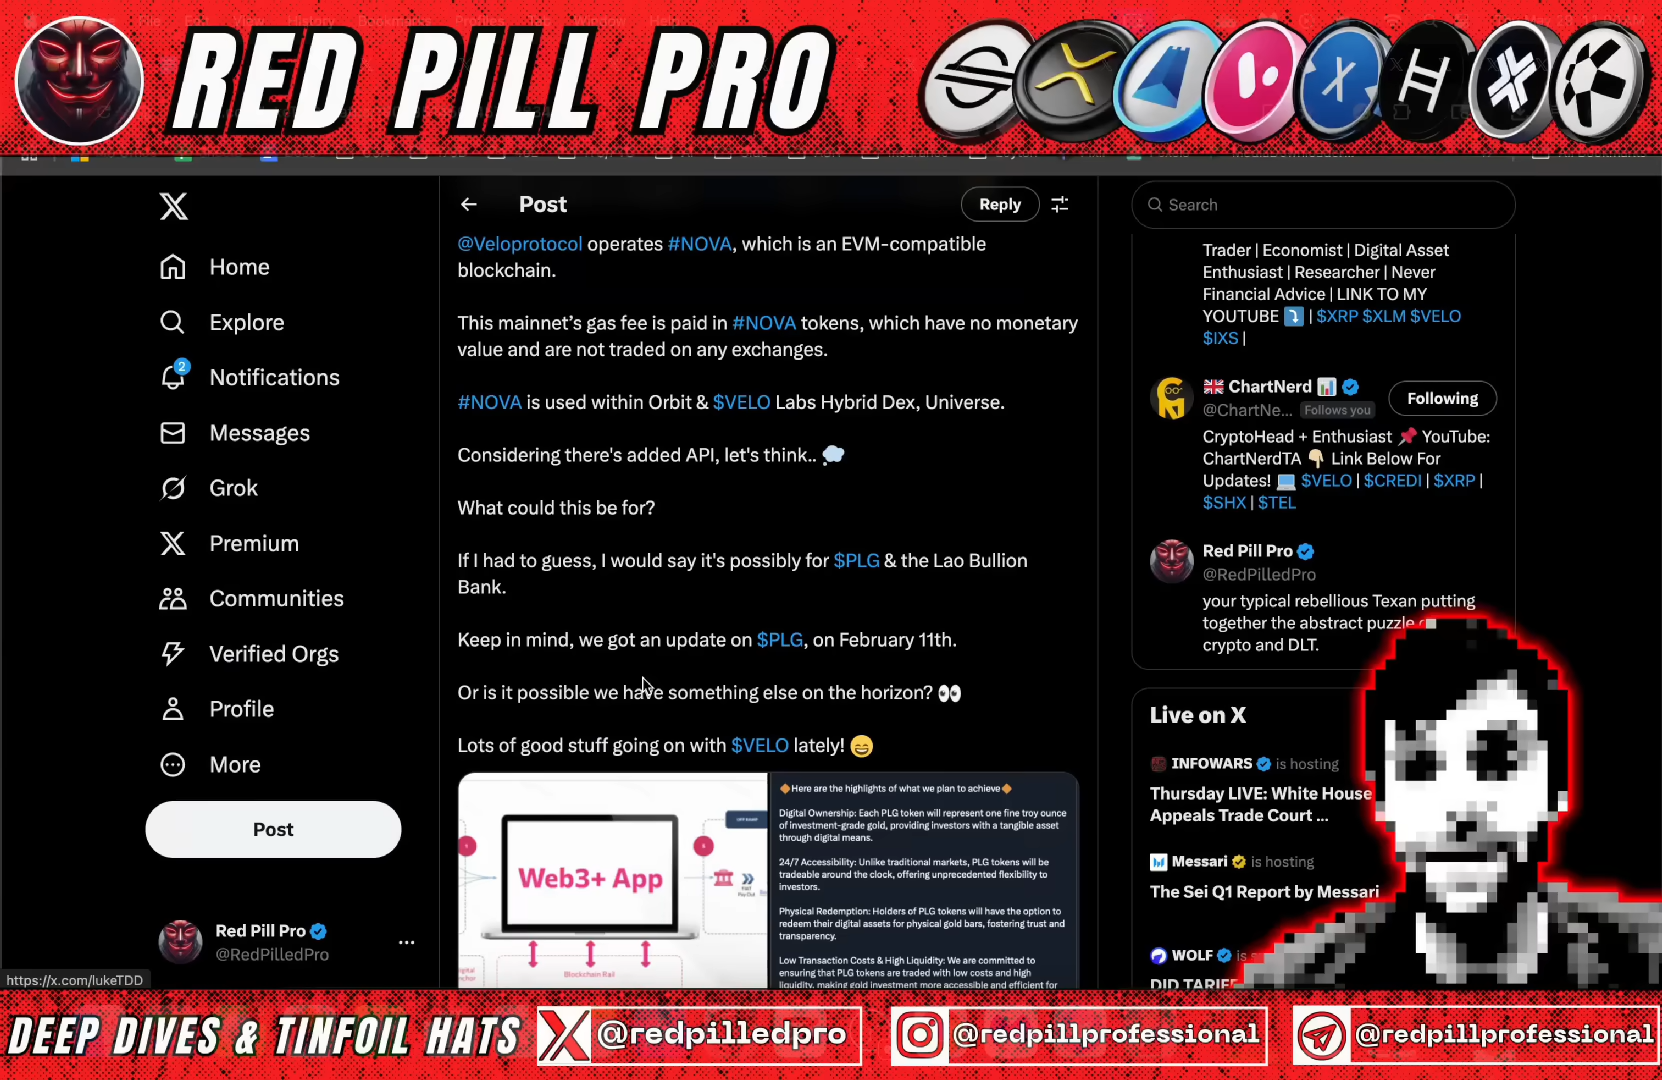 RED PILL PRO
Post
Reply
Search
Home
Explore
2
Notifications
Messages
Grok
Premium
Communities
Verified Orgs
Profile
More
Post
Red Pill Pro
@RedPilledPro
https://x.com/lukeTDD
@Veloprotocol operates #NOVA, which is an EVM-compatible
blockchain.
This mainnet’s gas fee is paid in #NOVA tokens, which have no monetary
value and are not traded on any exchanges.
#NOVA is used within Orbit & $VELO Labs Hybrid Dex, Universe.
Considering there's added API, let's think..
What could this be for?
If I had to guess, I would say it's possibly for $PLG & the Lao Bullion
Bank.
Keep in mind, we got an update on $PLG, on February 11th.
Or is it possible we have something else on the horizon? 👀
Lots of good stuff going on with $VELO lately! 😄
Web3+ App
Blockchain Rail
Here are the highlights of what we plan to achieve
Digital Ownership: Each PLG token will represent one fine troy ounce
of investment-grade gold, providing investors with a tangible asset
through digital means.
24/7 Accessibility: Unlike traditional markets, PLG tokens will be
tradeable around the clock, offering unprecedented flexibility to
investors.
Physical Redemption: Holders of PLG tokens will have the option to
redeem their digital assets for physical gold bars, fostering trust and
transparency.
Low Transaction Costs & High Liquidity: We are committed to
ensuring that PLG tokens are traded with low costs and high
liquidity, making gold investment more accessible and efficient for
Trader | Economist | Digital Asset
Enthusiast | Researcher | Never
Financial Advice | LINK TO MY
YOUTUBE ⤵️ | $XRP $XLM $VELO
$IXS |
🇬🇧 ChartNerd 📊
@ChartNe... Follows you
Following
CryptoHead + Enthusiast 📌 YouTube:
ChartNerdTA 👇 Link Below For
Updates! 💻 $VELO | $CREDI | $XRP |
$SHX | $TEL
Red Pill Pro
@RedPilledPro
your typical rebellious Texan putting
together the abstract puzzle
crypto and DLT.
Live on X
INFOWARS is hosting
Thursday LIVE: White House
Appeals Trade Court ...
Messari is hosting
The Sei Q1 Report by Messari
WOLF is
DID TARIF
DEEP DIVES & TINFOIL HATS
@redpilledpro
@redpillprofessional
@redpillprofessional